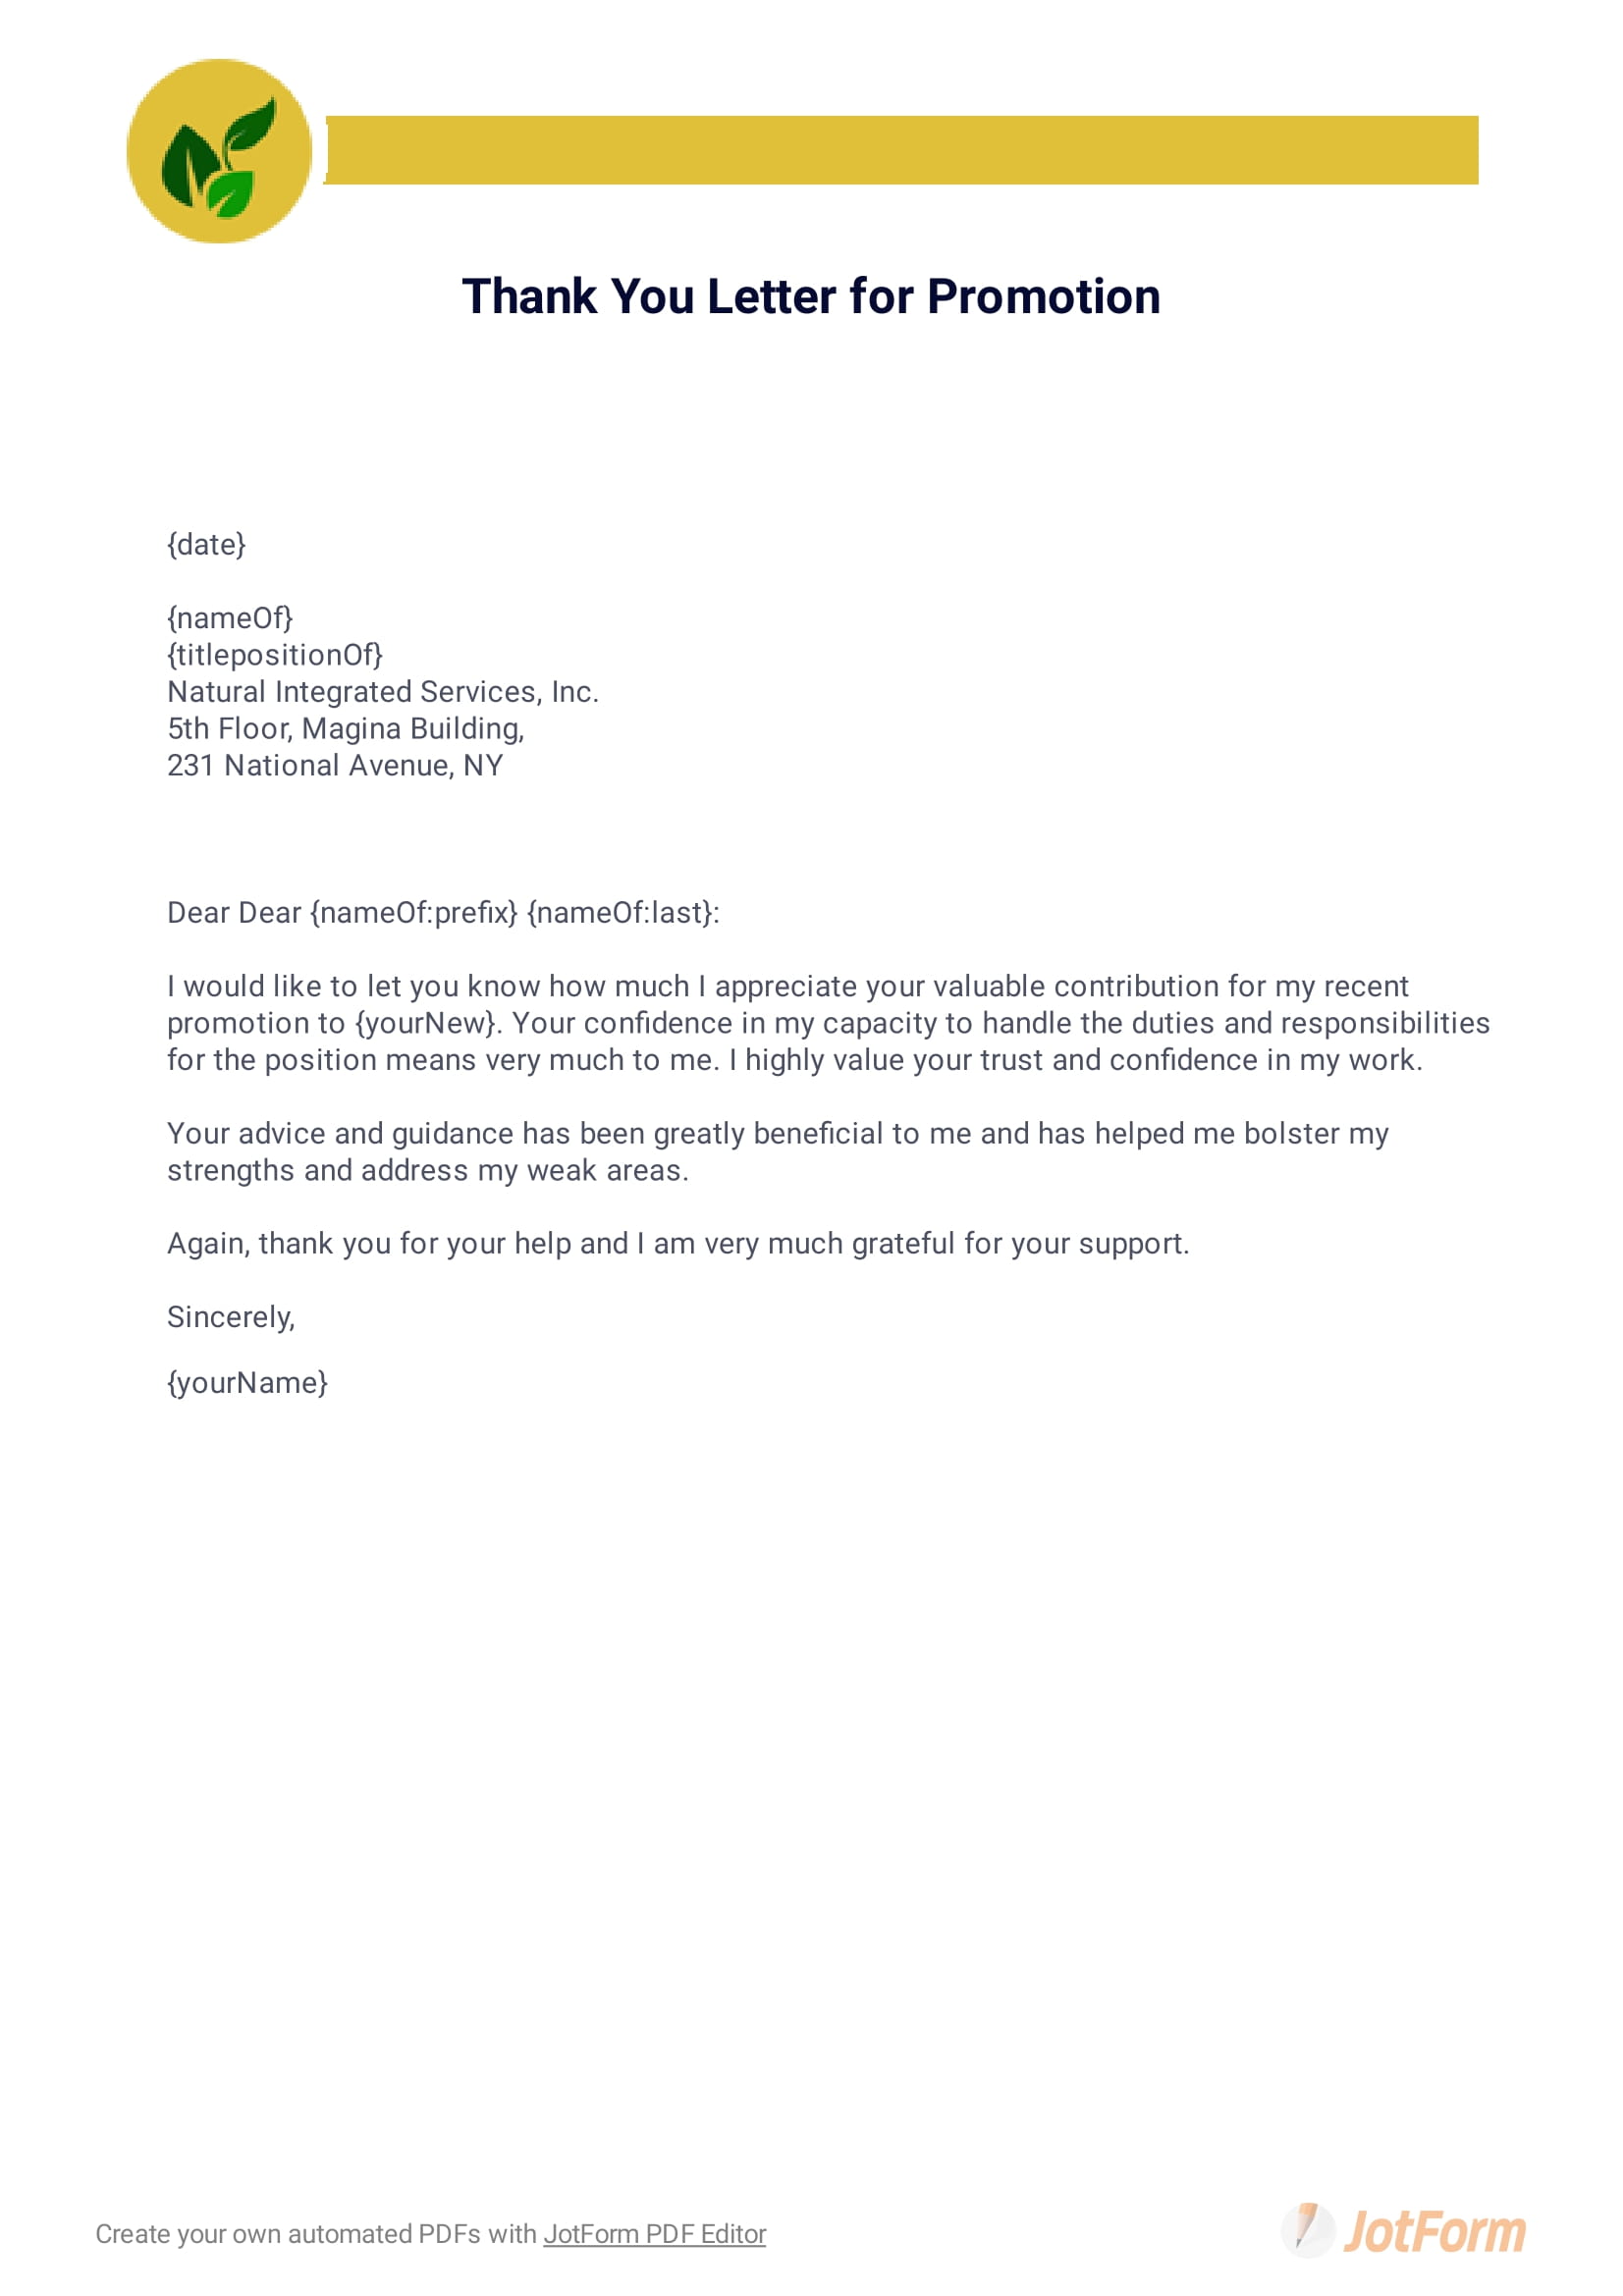 Thank You Letter for Promotion
{date}
{nameOf}
{titlepositionOf}
Natural Integrated Services, Inc.
5th Floor, Magina Building,
231 National Avenue, NY
Dear Dear {nameOf:prefix} {nameOf:last}:
I would like to let you know how much I appreciate your valuable contribution for my recent
promotion to {yourNew}. Your confidence in my capacity to handle the duties and responsibilities
for the position means very much to me. I highly value your trust and confidence in my work.
Your advice and guidance has been greatly beneficial to me and has helped me bolster my
strengths and address my weak areas.
Again, thank you for your help and I am very much grateful for your support.
Sincerely,
{yourName}
Create your own automated PDFs with JotForm PDF Editor
JotForm